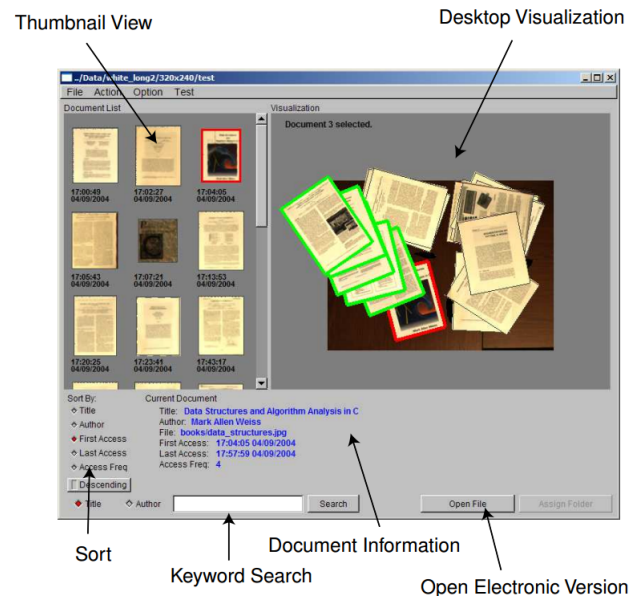 Thumbnail View
Desktop Visualization
../Data/white_long2/320x240/test
File Action Option Test
Document List
Visualization
Document 3 selected.
17:00:49
04/09/2004
17:02:27
04/09/2004
17:04:05
04/09/2004
17:05:43
04/09/2004
17:07:21
04/09/2004
17:13:53
04/09/2004
17:20:25
04/09/2004
17:23:41
04/09/2004
17:43:17
04/09/2004
Sort By:
Title
Author
First Access
Last Access
Access Freq
Descending
Current Document
Title: Data Structures and Algorithm Analysis in C
Author: Mark Allen Weiss
File: books/data_structures.jpg
First Access: 17:04:05 04/09/2004
Last Access: 17:57:59 04/09/2004
Access Freq: 4
Title
Author
Search
Open File
Assign Folder
Sort
Keyword Search
Document Information
Open Electronic Version